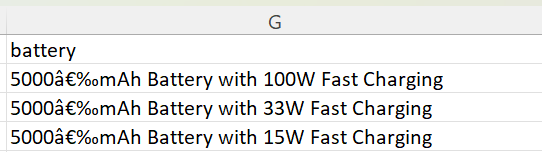 G
battery
5000â€‰mAh Battery with 100W Fast Charging
5000â€‰mAh Battery with 33W Fast Charging
5000â€‰mAh Battery with 15W Fast Charging